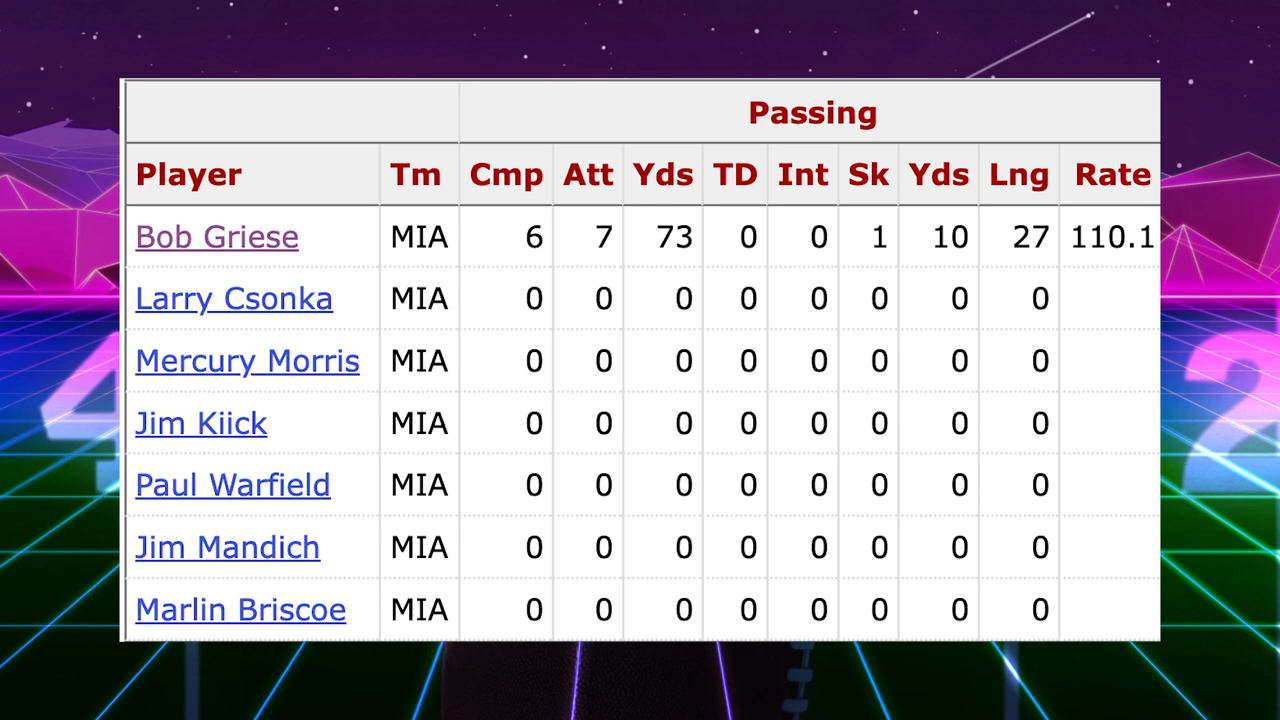 Passing
Player Tm Cmp Att Yds TD Int Sk Yds Lng Rate
Bob Griese MIA 6 7 73 0 0 1 10 27 110.1
Larry Csonka MIA 0 0 0 0 0 0 0 0
Mercury Morris MIA 0 0 0 0 0 0 0 0
Jim Kiick MIA 0 0 0 0 0 0 0 0
Paul Warfield MIA 0 0 0 0 0 0 0 0
Jim Mandich MIA 0 0 0 0 0 0 0 0
Marlin Briscoe MIA 0 0 0 0 0 0 0 0
4
2